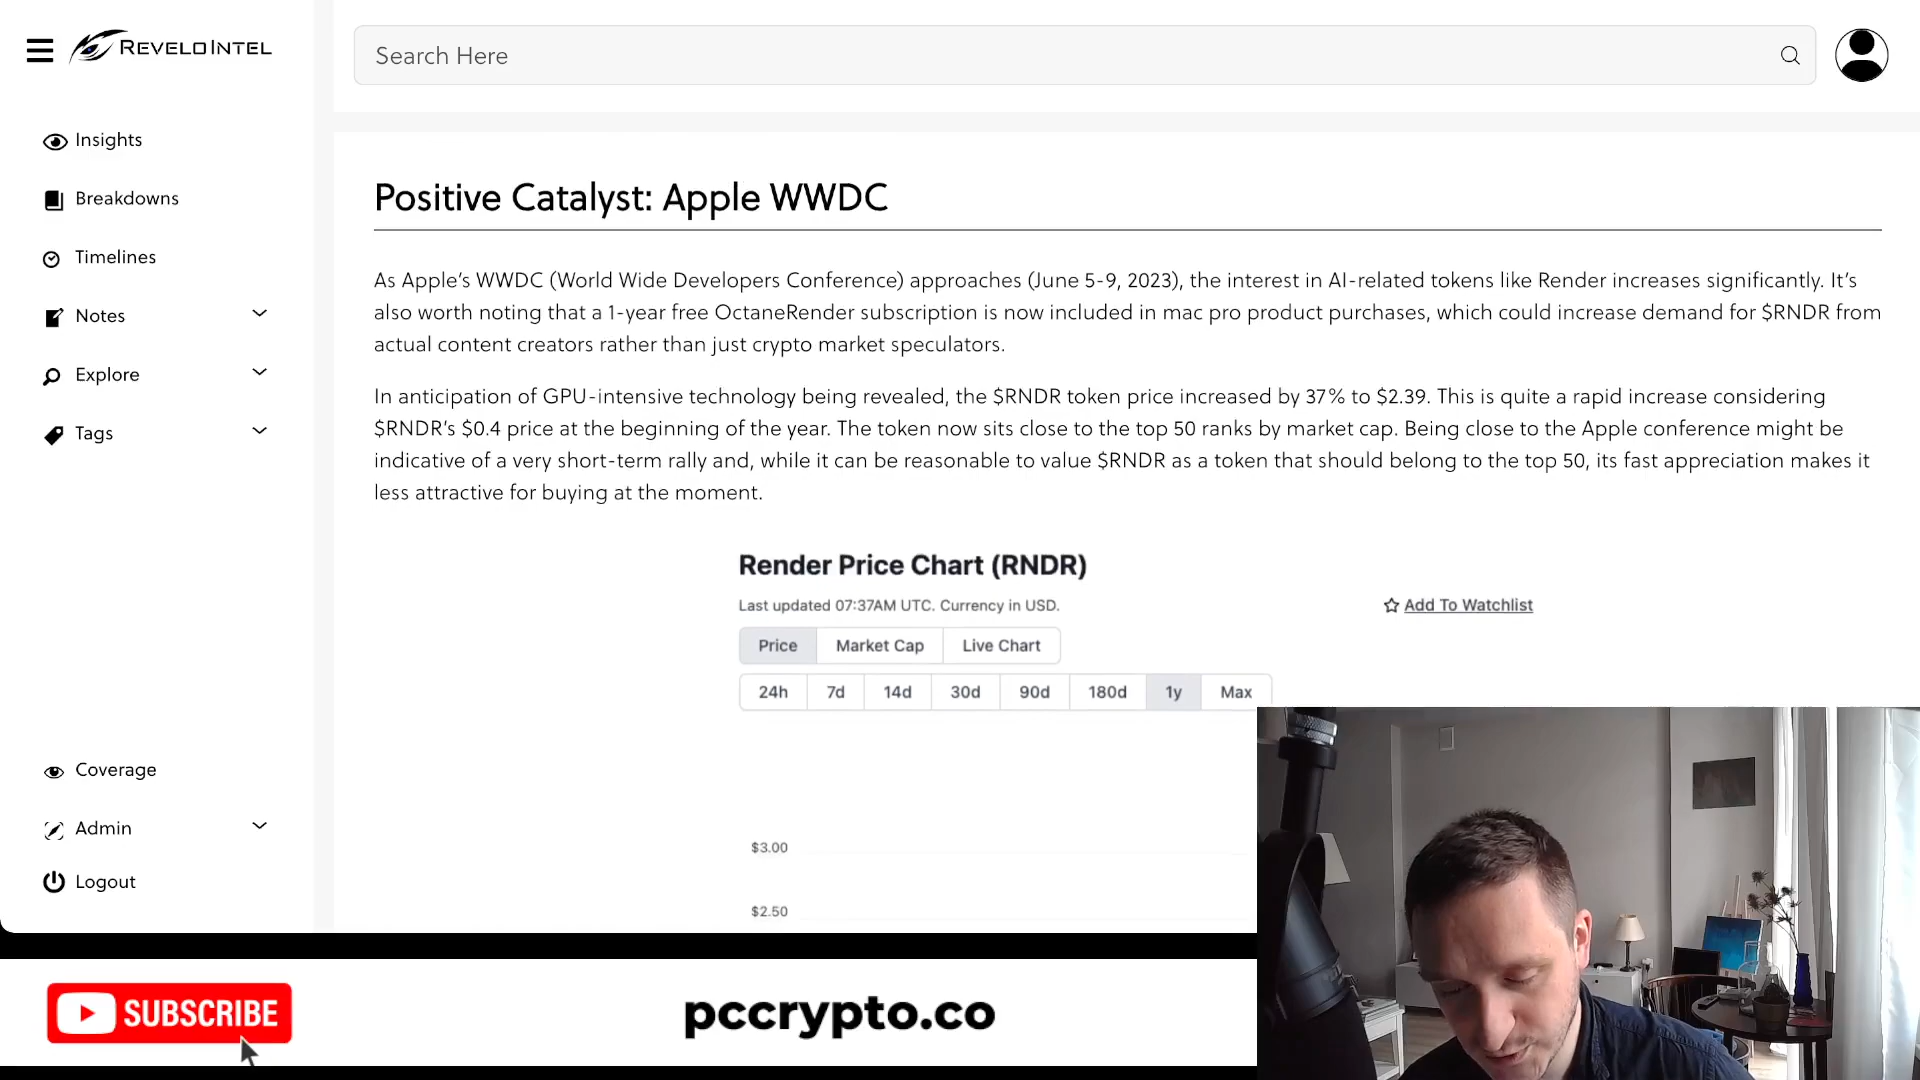 REVELOINTEL
Search Here
Insights
Breakdowns
Timelines
Notes
Explore
Tags
Coverage
Admin
Logout
Positive Catalyst: Apple WWDC
As Apple’s WWDC (World Wide Developers Conference) approaches (June 5-9, 2023), the interest in AI-related tokens like Render increases significantly. It’s
also worth noting that a 1-year free OctaneRender subscription is now included in mac pro product purchases, which could increase demand for $RNDR from
actual content creators rather than just crypto market speculators.
In anticipation of GPU-intensive technology being revealed, the $RNDR token price increased by 37% to $2.39. This is quite a rapid increase considering
$RNDR’s $0.4 price at the beginning of the year. The token now sits close to the top 50 ranks by market cap. Being close to the Apple conference might be
indicative of a very short-term rally and, while it can be reasonable to value $RNDR as a token that should belong to the top 50, its fast appreciation makes it
less attractive for buying at the moment.
Render Price Chart (RNDR)
Last updated 07:37AM UTC. Currency in USD.
Add To Watchlist
Price Market Cap Live Chart
24h 7d 14d 30d 90d 180d 1y Max
$3.00
$2.50
SUBSCRIBE
pccrypto.co